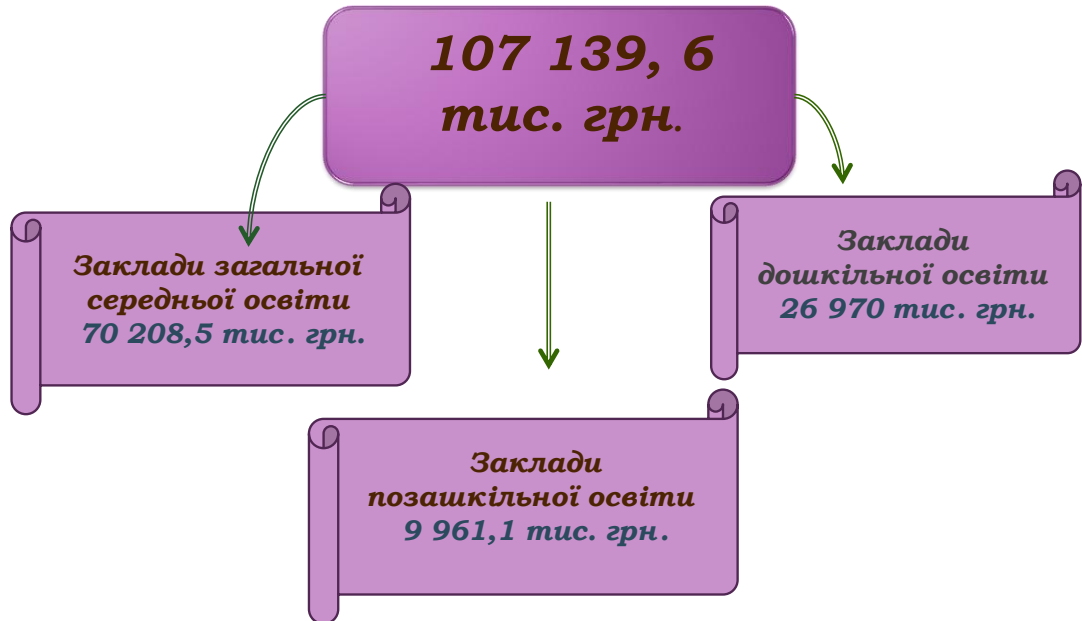 107 139, 6
тис. грн.
Заклади загальної
середньої освіти
70 208,5 тис. грн.
Заклади
дошкільної освіти
26 970 тис. грн.
Заклади
позашкільної освіти
9 961,1 тис. грн.